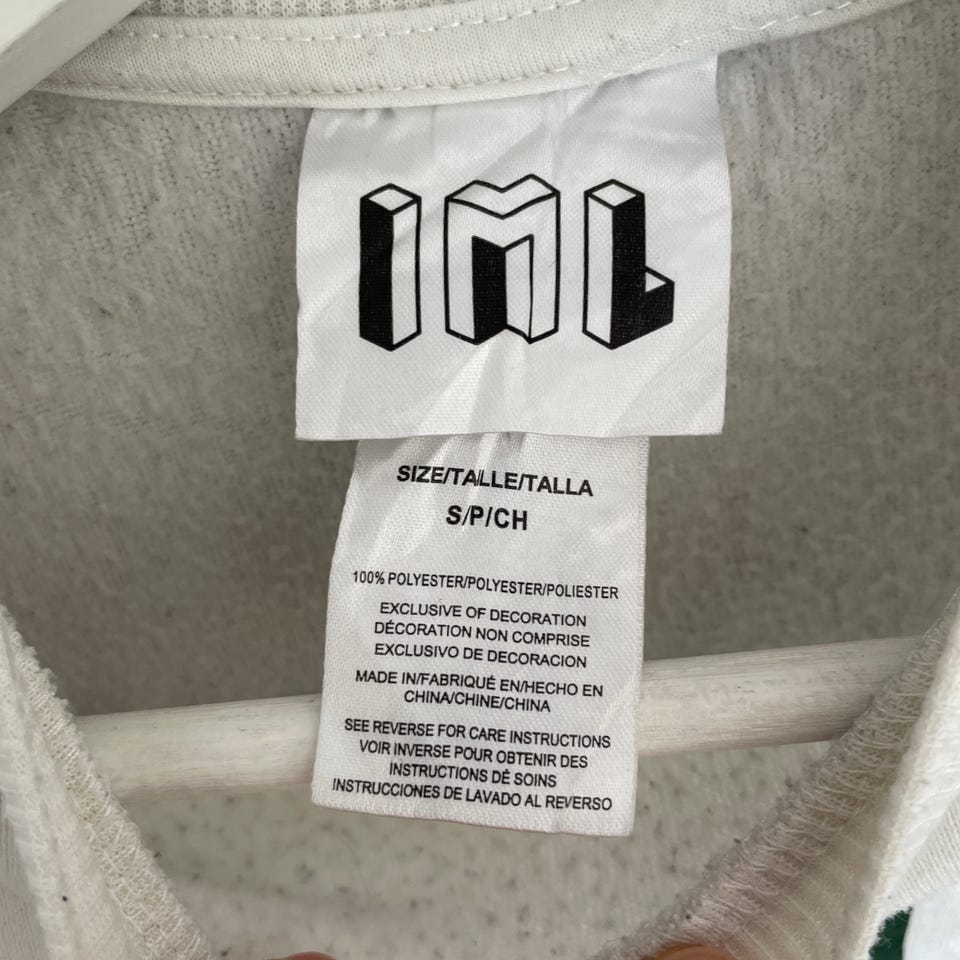 IML
SIZE/TAILLE/TALLA
S/P/CH
100% POLYESTER/POLYESTER/POLIESTER
EXCLUSIVE OF DECORATION
DÉCORATION NON COMPRISE
EXCLUSIVO DE DECORACION
MADE IN/FABRIQUÉ EN/HECHO EN
CHINA/CHINE/CHINA
SEE REVERSE FOR CARE INSTRUCTIONS
VOIR INVERSE POUR OBTENIR DES
INSTRUCTIONS DÉ SOINS
INSTRUCCIONES DE LAVADO AL REVERSO